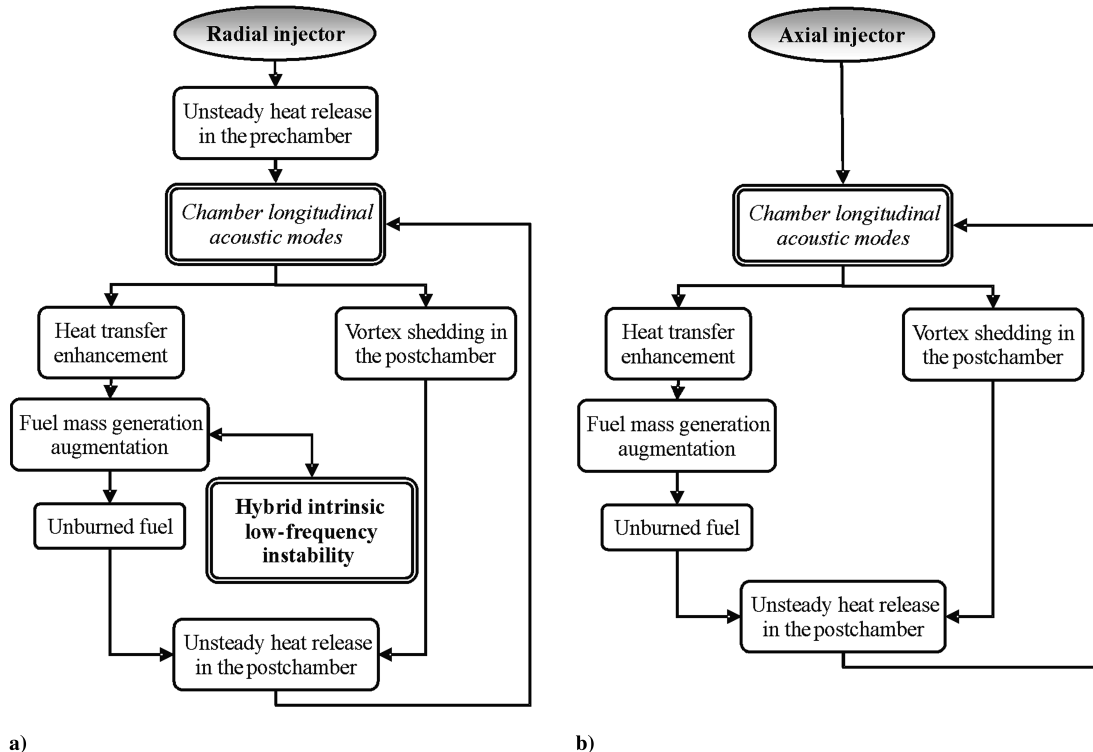 Radial injector
Unsteady heat release
in the prechamber
Chamber longitudinal
acoustic modes
Heat transfer
enhancement
Vortex shedding in
the postchamber
Fuel mass generation
augmentation
Hybrid intrinsic
low-frequency
instability
Unburned fuel
Unsteady heat release
in the postchamber
a)
Axial injector
Chamber longitudinal
acoustic modes
Heat transfer
enhancement
Vortex shedding in
the postchamber
Fuel mass generation
augmentation
Unburned fuel
Unsteady heat release
in the postchamber
b)